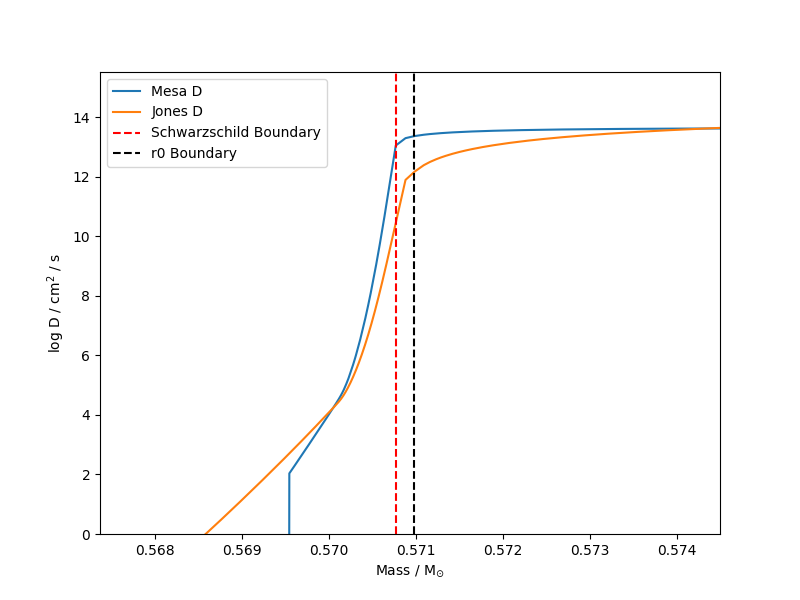 Mesa D
Jones D
Schwarzschild Boundary
r0 Boundary
14
12
10
8
6
4
2
0
log D / cm² / s
0.568 0.569 0.570 0.571 0.572 0.573 0.574
Mass / M☉